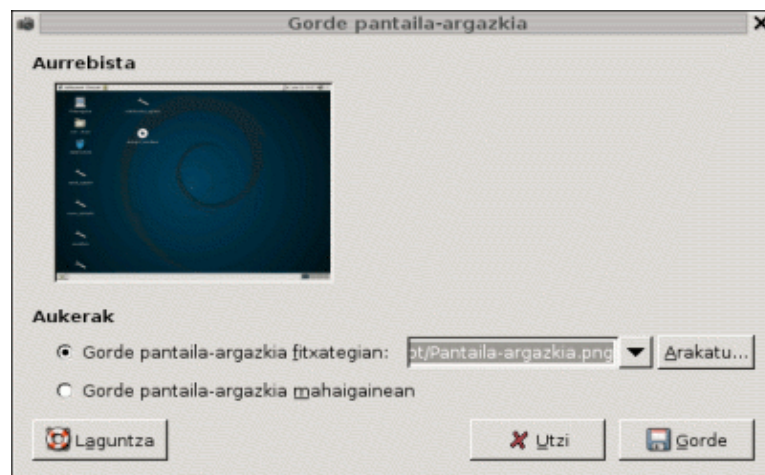 Gorde pantaila-argazkia
Aurrebista
Aukerak
Gorde pantaila-argazkia fitxategian: ot/Pantaila-argazkia.png Arakatu...
Gorde pantaila-argazkia mahaigainean
Laguntza Utzi Gorde